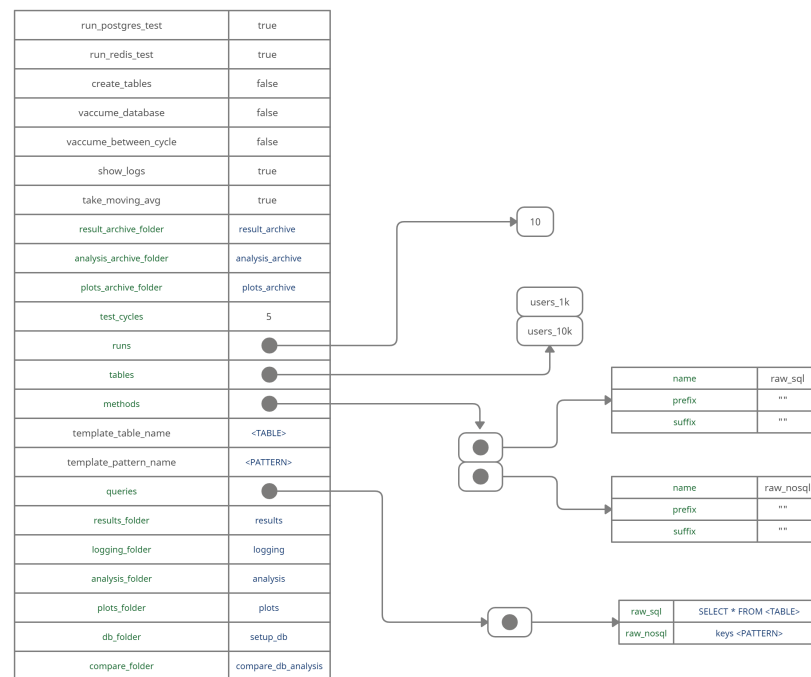 run_postgres_test true
run_redis_test true
create_tables false
vaccume_database false
vaccume_between_cycle false
show_logs true
take_moving_avg true
result_archive_folder result_archive
analysis_archive_folder analysis_archive
plots_archive_folder plots_archive
test_cycles 5
runs
tables
methods
template_table_name <TABLE>
template_pattern_name <PATTERN>
queries
results_folder results
logging_folder logging
analysis_folder analysis
plots_folder plots
db_folder setup_db
compare_folder compare_db_analysis
10
users_1k
users_10k
name raw_sql
prefix ""
suffix ""
name raw_nosql
prefix ""
suffix ""
raw_sql SELECT * FROM <TABLE>
raw_nosql keys <PATTERN>